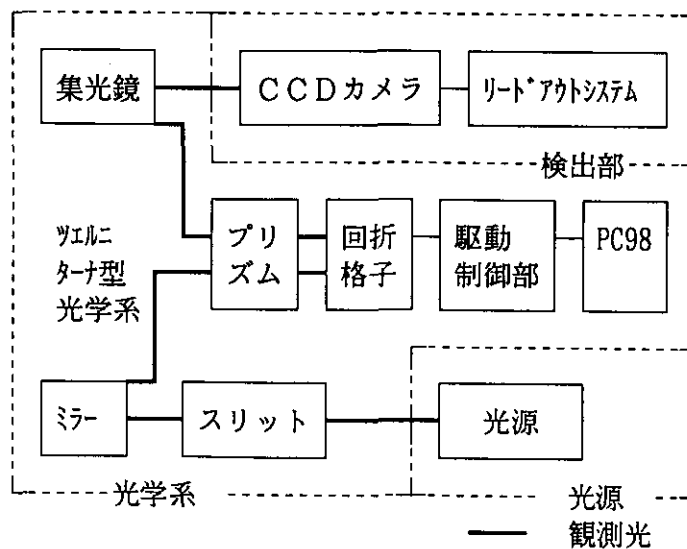 集光鏡
CCDカメラ
リードアウトシステム
検出部
ツエルニ
ターナ型
光学系
プリ
ズム
回折
格子
駆動
制御部
PC98
ミラー
スリット
光源
光学系
光源
観測光